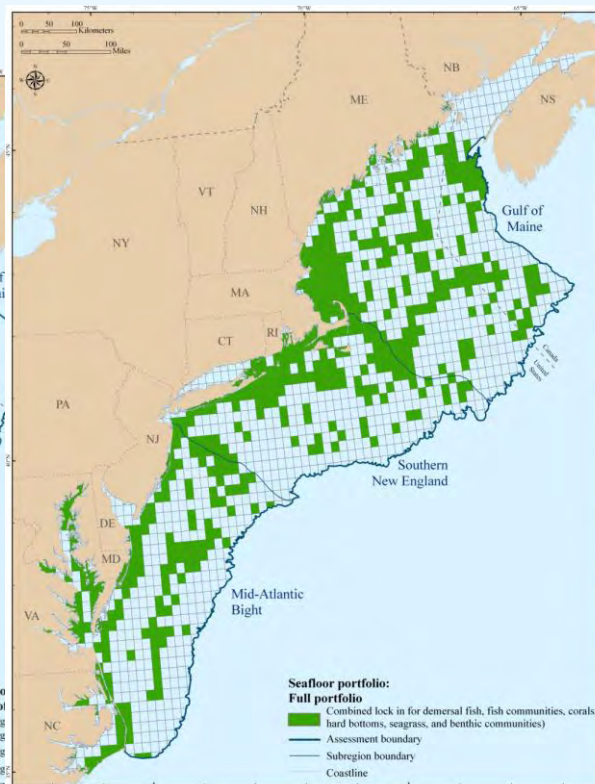 75°W
70°W
65°W
0 50 100
Kilometers
0 50 100
Miles
NB
ME
NS
45°N
VT
NH
Gulf of
Maine
NY
MA
CT
RI
Canada
United
States
PA
NJ
40°N
Southern
New England
DE
MD
Mid-Atlantic
Bight
VA
NC
35°N
Seafloor portfolio:
Full portfolio
Combined lock in for demersal fish, fish communities, corals
hard bottoms, seagrass, and benthic communities)
Assessment boundary
Subregion boundary
Coastline